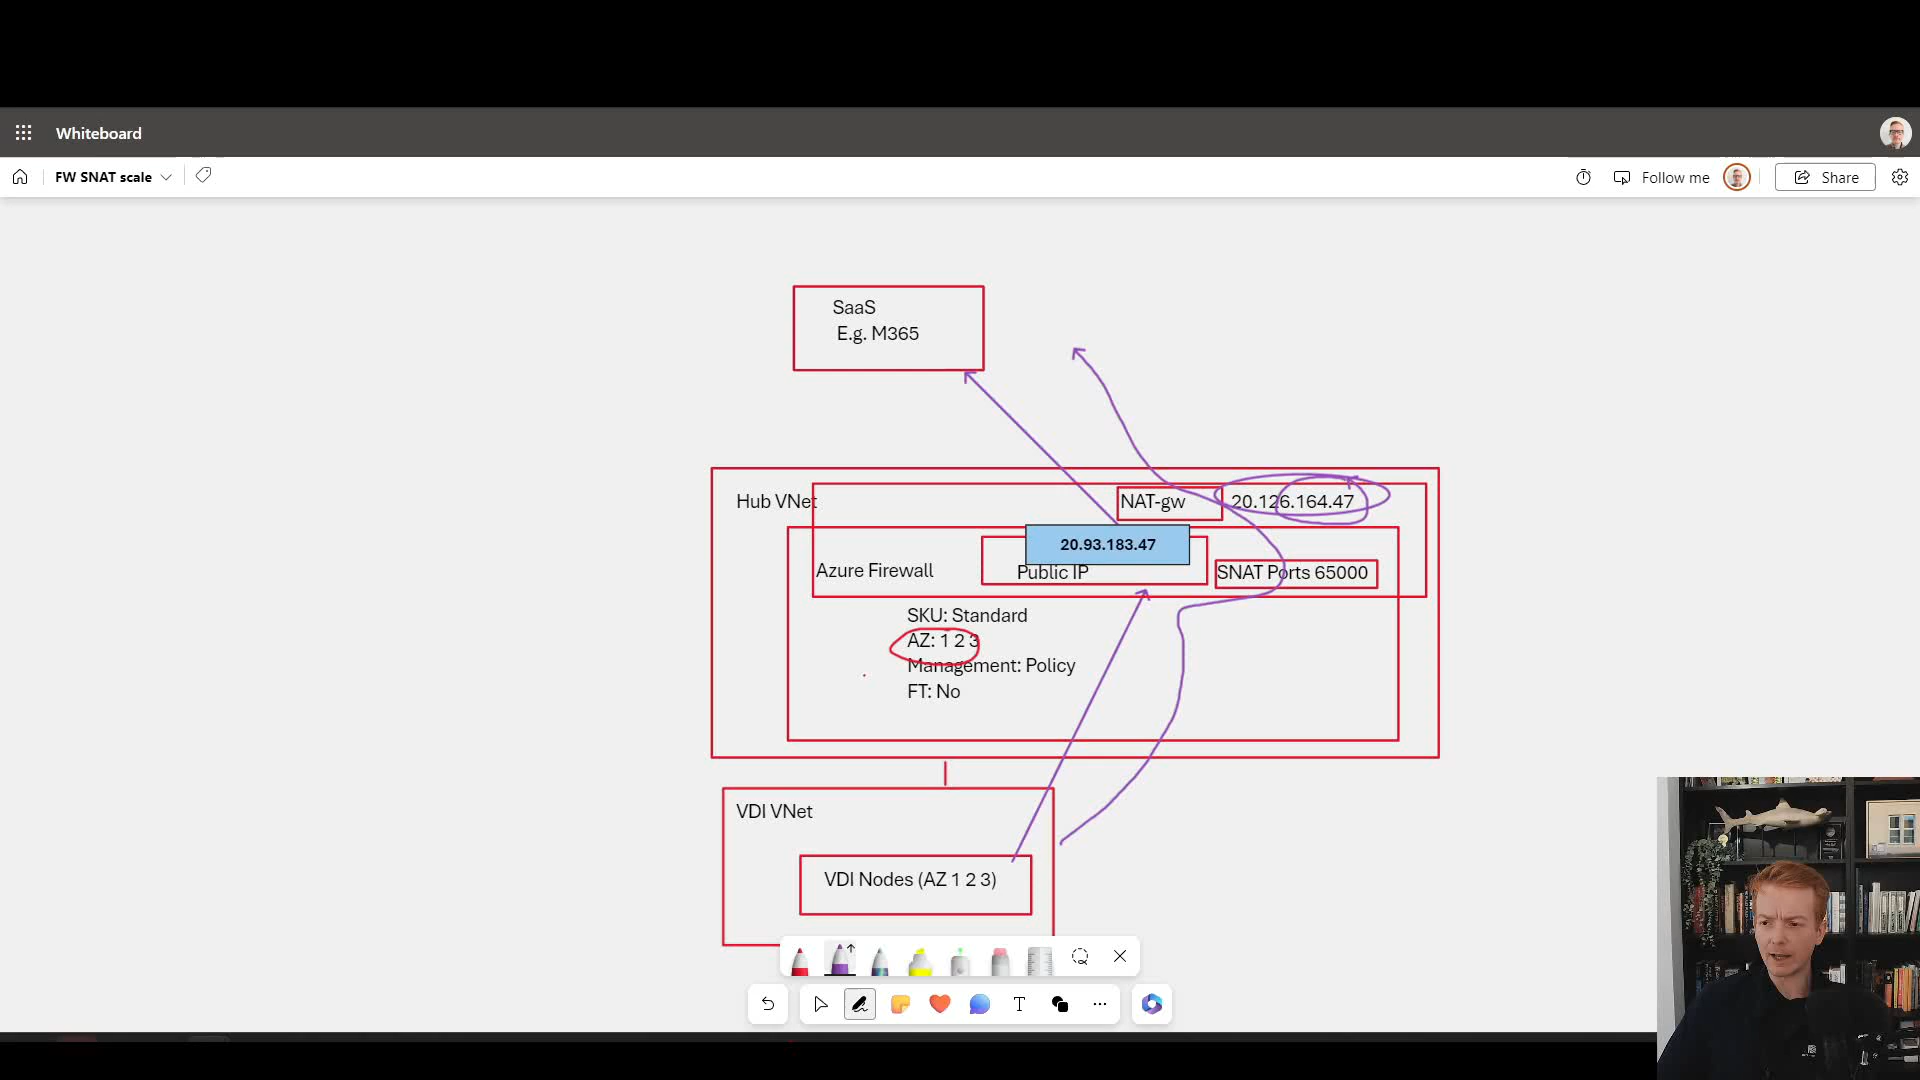 Whiteboard
FW SNAT scale
Follow me
Share
SaaS
E.g. M365
Hub VNet
NAT-gw
20.126.164.47
20.93.183.47
Azure Firewall
Public IP
SNAT Ports 65000
SKU: Standard
AZ: 1 2 3
Management: Policy
FT: No
VDI VNet
VDI Nodes (AZ 1 2 3)
T